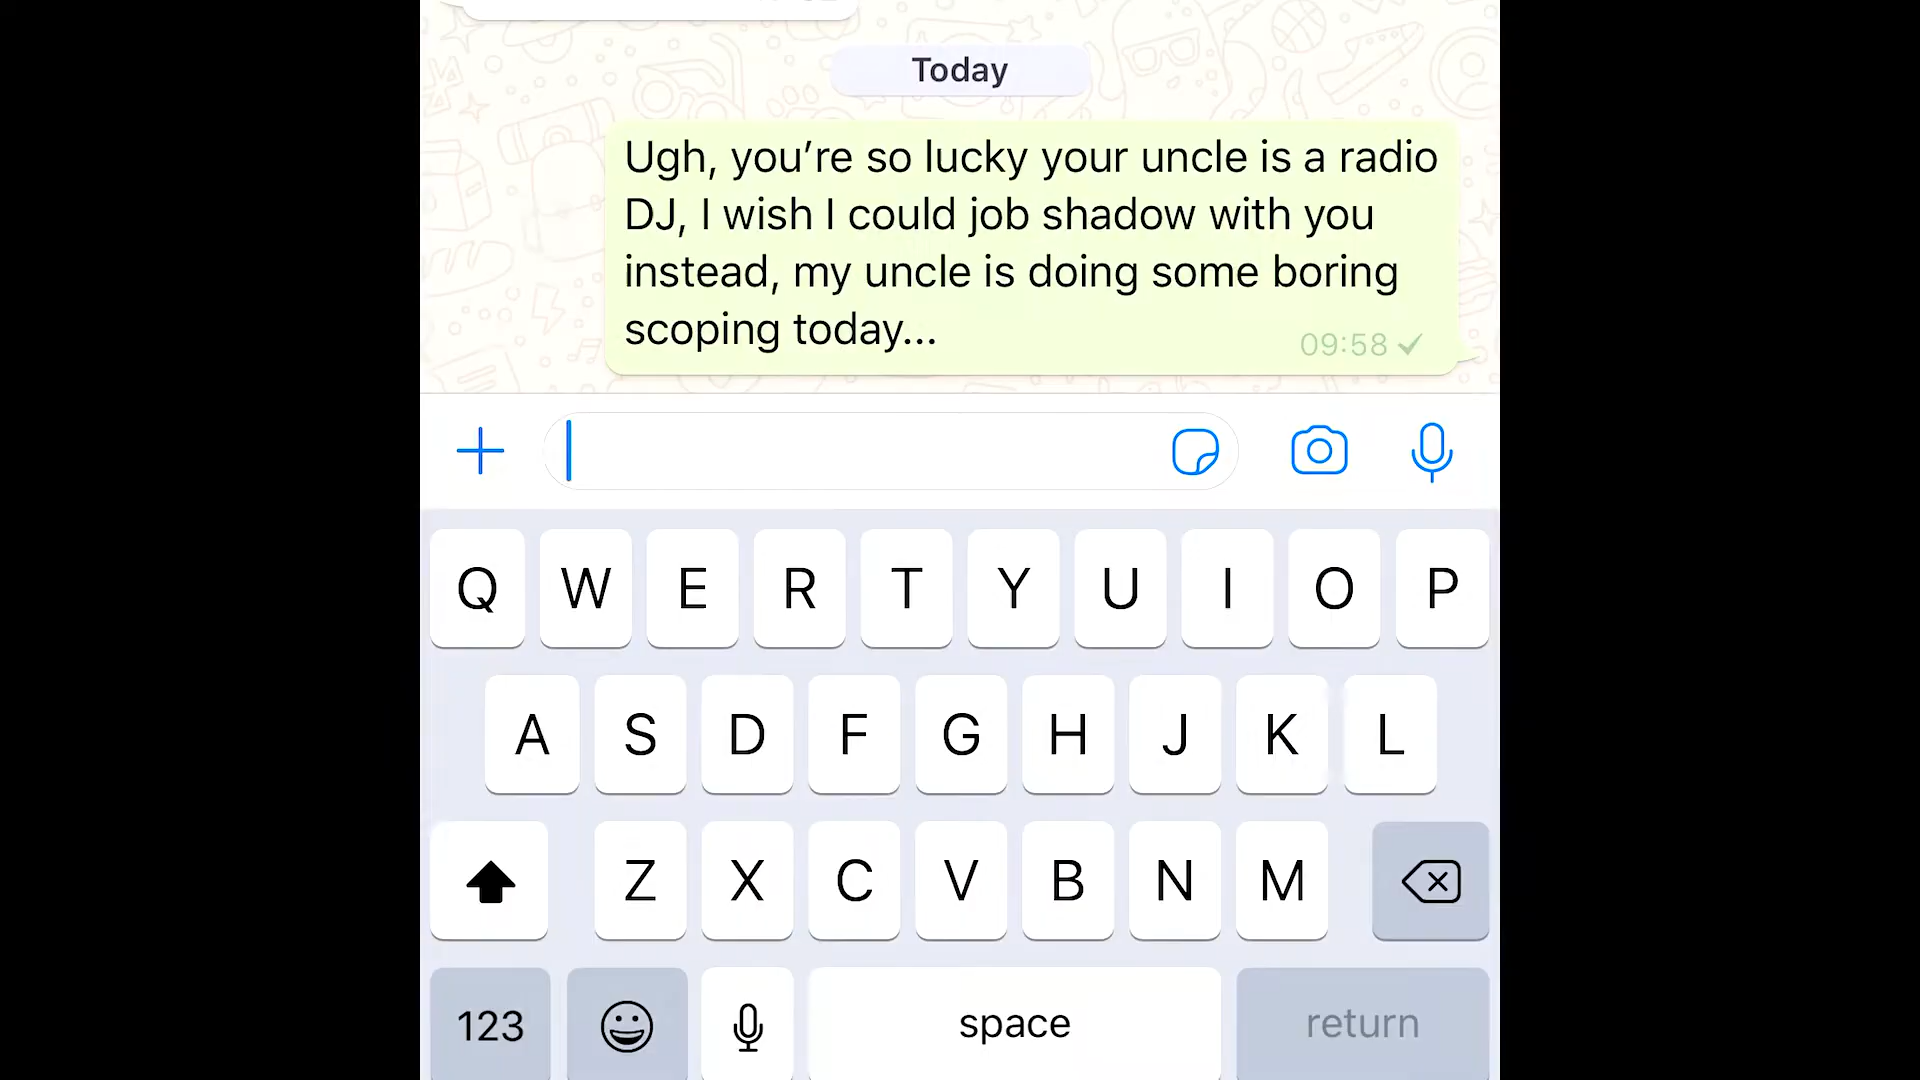 Today
Ugh, you’re so lucky your uncle is a radio
DJ, I wish I could job shadow with you
instead, my uncle is doing some boring
scoping today...
09:58
Q W E R T Y U I O P
A S D F G H J K L
Z X C V B N M
123 space return